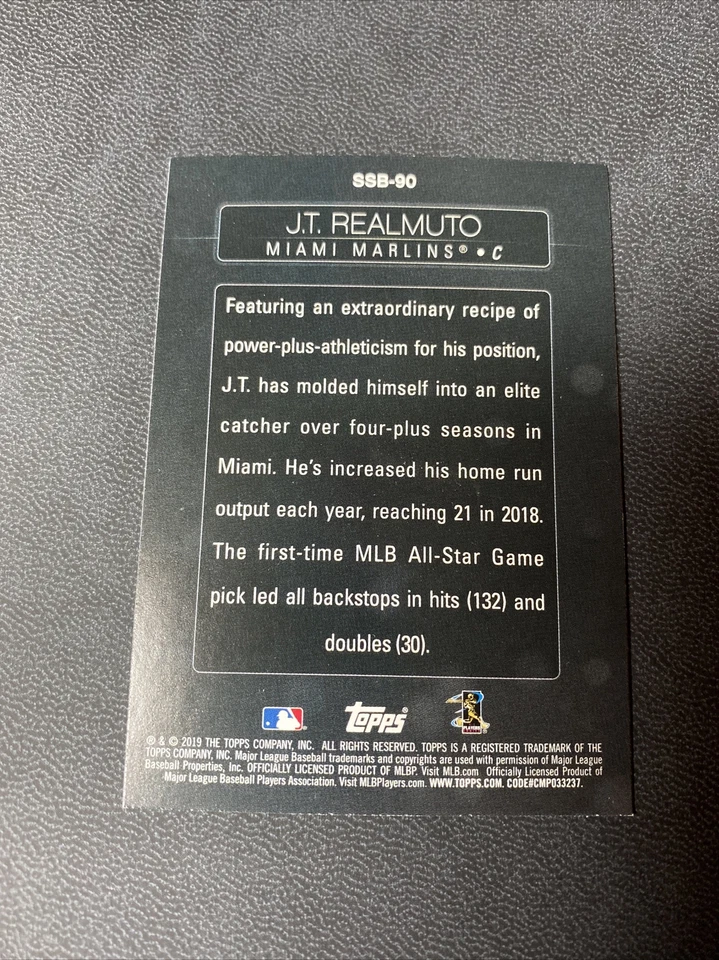 SSB-90
J.T. REALMUTO
MIAMI MARLINS® • C
Featuring an extraordinary recipe of
power-plus-athleticism for his position,
J.T. has molded himself into an elite
catcher over four-plus seasons in
Miami. He's increased his home run
output each year, reaching 21 in 2018.
The first-time MLB All-Star Game
pick led all backstops in hits (132) and
doubles (30).
Topps®
® & © 2019 THE TOPPS COMPANY, INC. ALL RIGHTS RESERVED. TOPPS IS A REGISTERED TRADEMARK OF THE
TOPPS COMPANY, INC. Major League Baseball trademarks and copyrights are used with permission of Major League
Baseball Properties, Inc. OFFICIALLY LICENSED PRODUCT OF MLBP. Visit MLB.com Officially Licensed Product of
Major League Baseball Players Association. Visit MLBPlayers.com. WWW.TOPPS.COM. CODE#CMP033237.